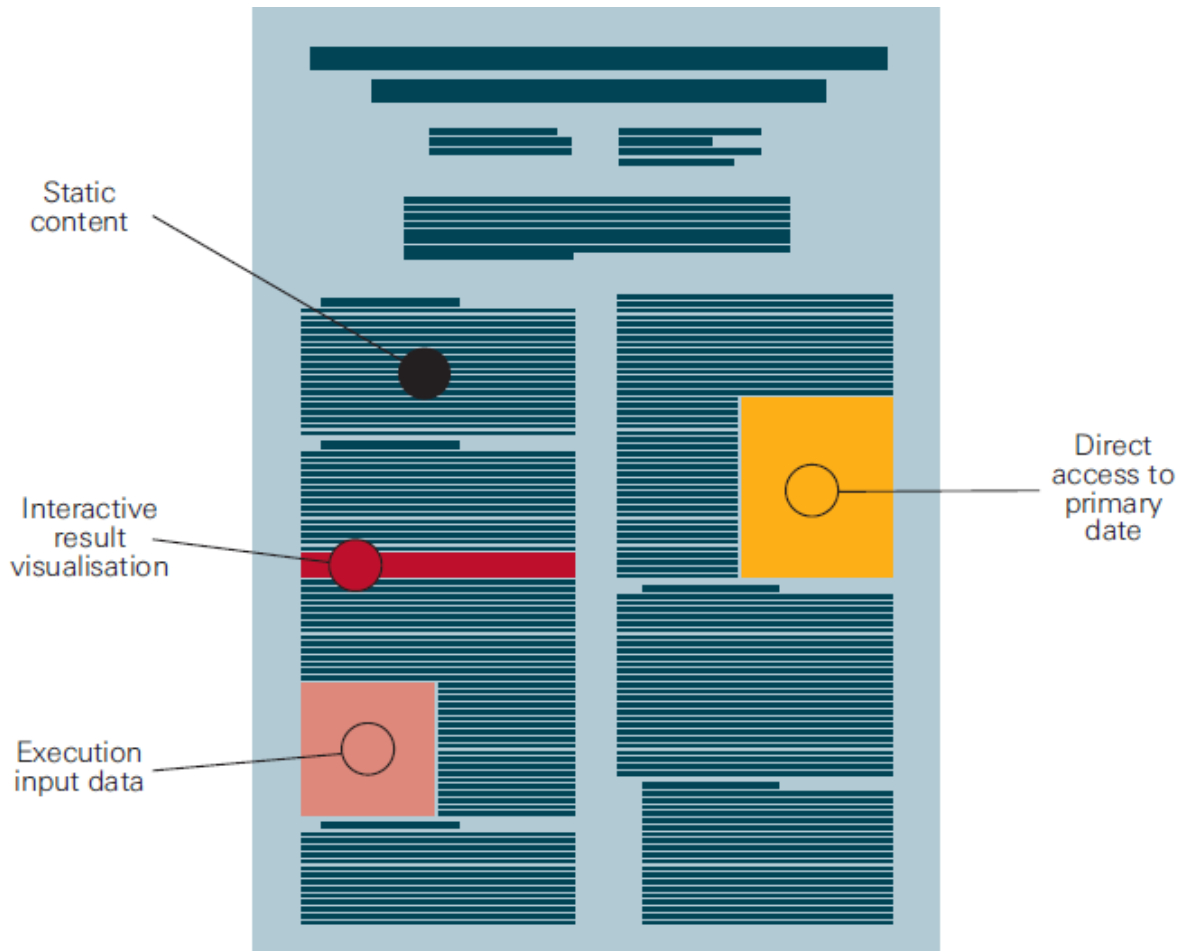 Static
content
Interactive
result
visualisation
Execution
input data
Direct
access to
primary
date